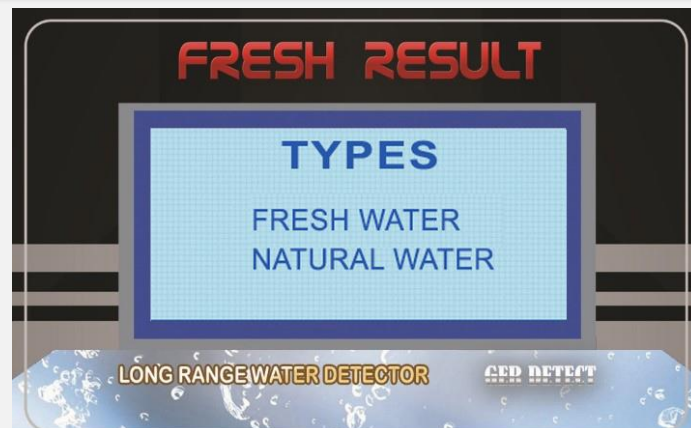 FRESH RESULT
TYPES
FRESH WATER
NATURAL WATER
LONG RANGE WATER DETECTOR
GER DETECT